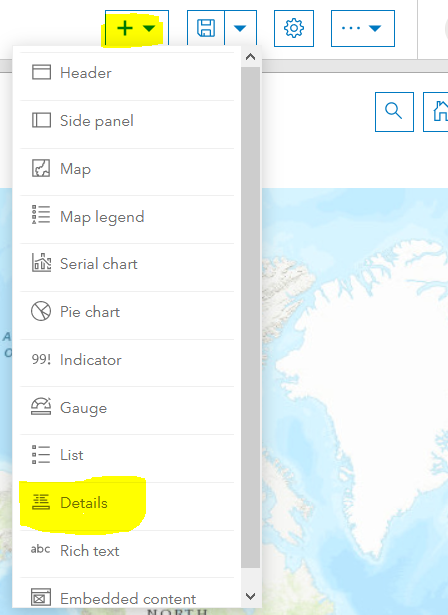 Header
Side panel
Map
Map legend
Serial chart
Pie chart
99! Indicator
Gauge
List
Details
abc Rich text
Embedded content
A
O
NORTH